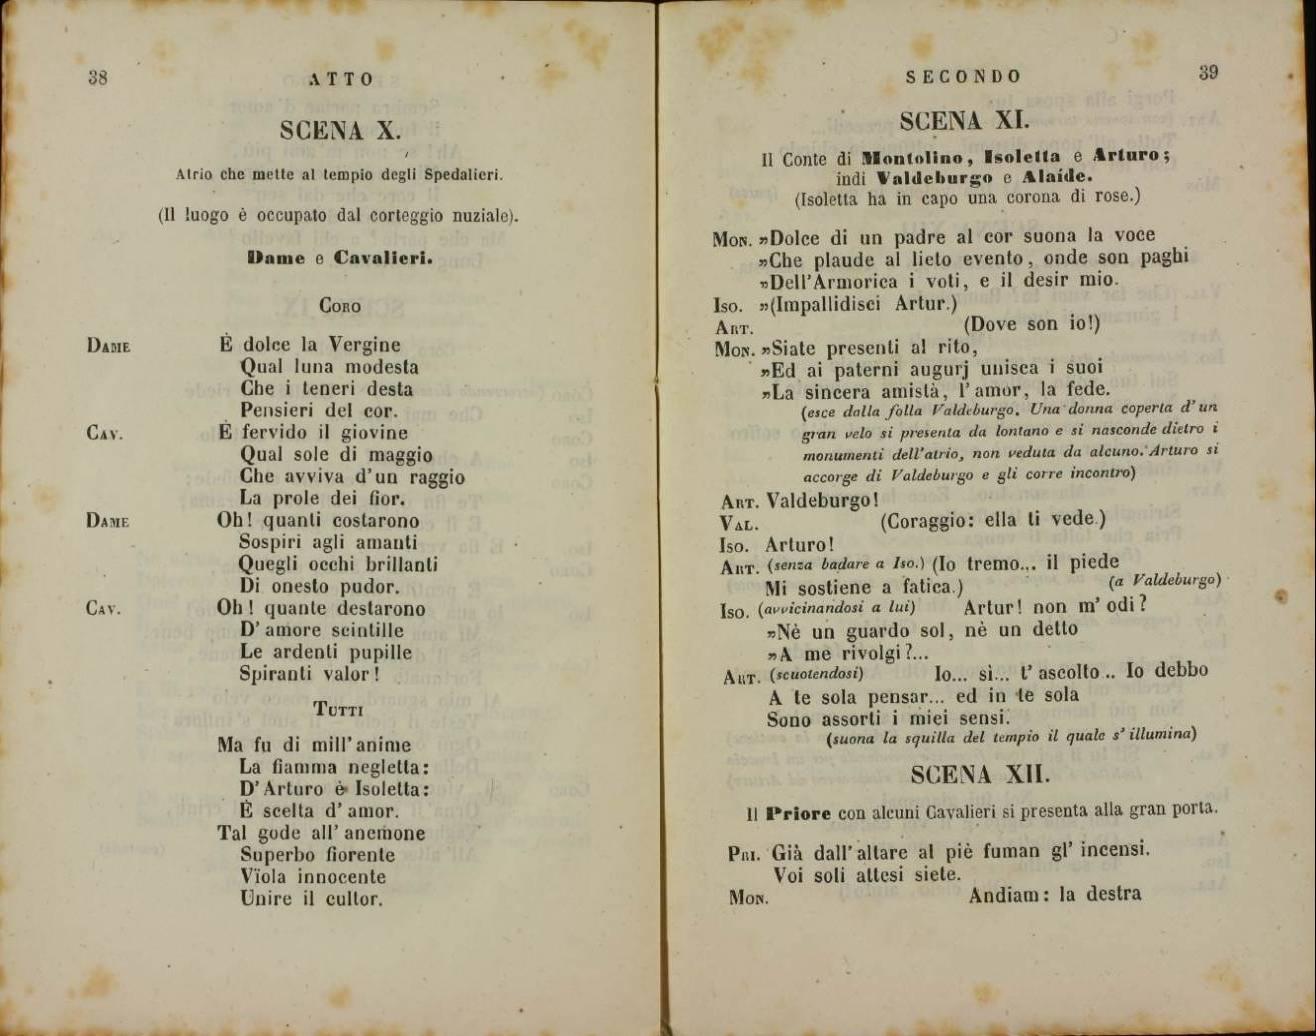 38
ATTO
SCENA X.
Atrio che mette al tempio degli Spedalieri.
(Il luogo è occupato dal corteggio nuziale).
Dame e Cavalieri.
CORO
DAME È dolce la Vergine
Qual luna modesta
Che i teneri desta
Pensieri del cor.
CAV. È fervido il giovine
Qual sole di maggio
Che avviva d'un raggio
La prole dei fior.
DAME Oh! quanti costarono
Sospiri agli amanti
Quegli occhi brillanti
Di onesto pudor.
CAV. Oh! quante destarono
D'amore scintille
Le ardenti pupille
Spiranti valor!
TUTTI
Ma fu di mill'anime
La fiamma negletta:
D'Arturo è Isoletta:
È scelta d'amor.
Tal gode all'anemone
Superbo fiorente
Vïola innocente
Unire il cultor.
SECONDO
39
SCENA XI.
Il Conte di Montolino, Isoletta e Arturo;
indi Valdeburgo e Alaide.
(Isoletta ha in capo una corona di rose.)
MON. »Dolce di un padre al cor suona la voce
»Che plaude al lieto evento, onde son paghi
»Dell'Armorica i voti, e il desir mio.
ISO. »(Impallidisci Artur.)
ART. (Dove son io!)
MON. »Siate presenti al rito,
»Ed ai paterni augurj unisca i suoi
»La sincera amistà, l'amor, la fede.
(esce dalla folla Valdeburgo. Una donna coperta d'un
gran velo si presenta da lontano e si nasconde dietro i
monumenti dell'atrio, non veduta da alcuno. Arturo si
accorge di Valdeburgo e gli corre incontro)
ART. Valdeburgo!
VAL. (Coraggio: ella ti vede.)
ISO. Arturo!
ART. (senza badare a Iso.) (Io tremo... il piede
Mi sostiene a fatica.) (a Valdeburgo)
ISO. (avvicinandosi a lui) Artur! non m'odi?
»Nè un guardo sol, nè un detto
»A me rivolgi?...
ART. (scuotendosi) Io... sì... t'ascolto.. Io debbo
A te sola pensar... ed in te sola
Sono assorti i miei sensi.
(suona la squilla del tempio il quale s'illumina)
SCENA XII.
Il Priore con alcuni Cavalieri si presenta alla gran porta.
PRI. Già dall'altare al piè fuman gl'incensi.
Voi soli attesi siete.
MON. Andiam: la destra